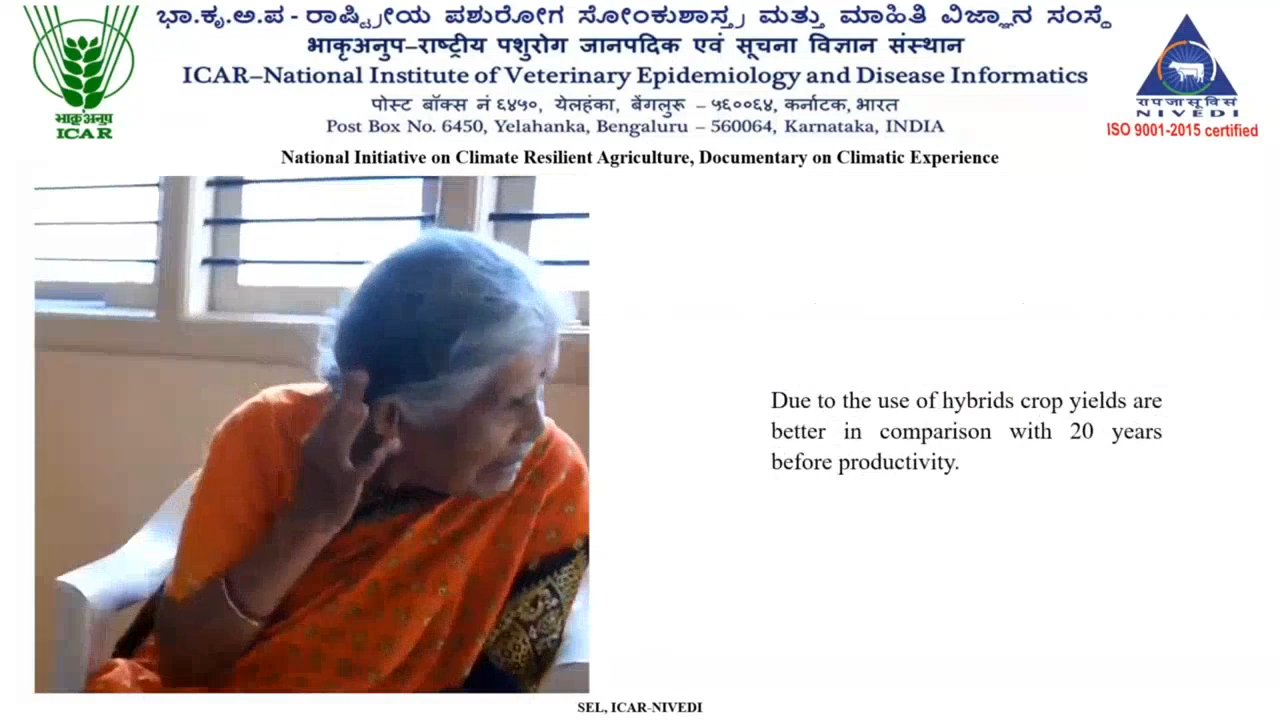 ಭಾ.ಕೃ.ಅ.ಪ - ರಾಷ್ಟ್ರೀಯ ಪಶುರೋಗ ಸೋಂಕುಶಾಸ್ತ್ರ ಮತ್ತು ಮಾಹಿತಿ ವಿಜ್ಞಾನ ಸಂಸ್ಥೆ
भाकृअनुप–राष्ट्रीय पशुरोग जानपदिक एवं सूचना विज्ञान संस्थान
ICAR–National Institute of Veterinary Epidemiology and Disease Informatics
पोस्ट बॉक्स नं ६४५०, येलहंका, बेंगलुरू – ५६००६४, कर्नाटक, भारत
Post Box No. 6450, Yelahanka, Bengaluru – 560064, Karnataka, INDIA
भाकृअनुप
ICAR
रापजासूविसं
NIVEDI
ISO 9001-2015 certified
National Initiative on Climate Resilient Agriculture, Documentary on Climatic Experience
Due to the use of hybrids crop yields are
better in comparison with 20 years
before productivity.
SEL, ICAR-NIVEDI